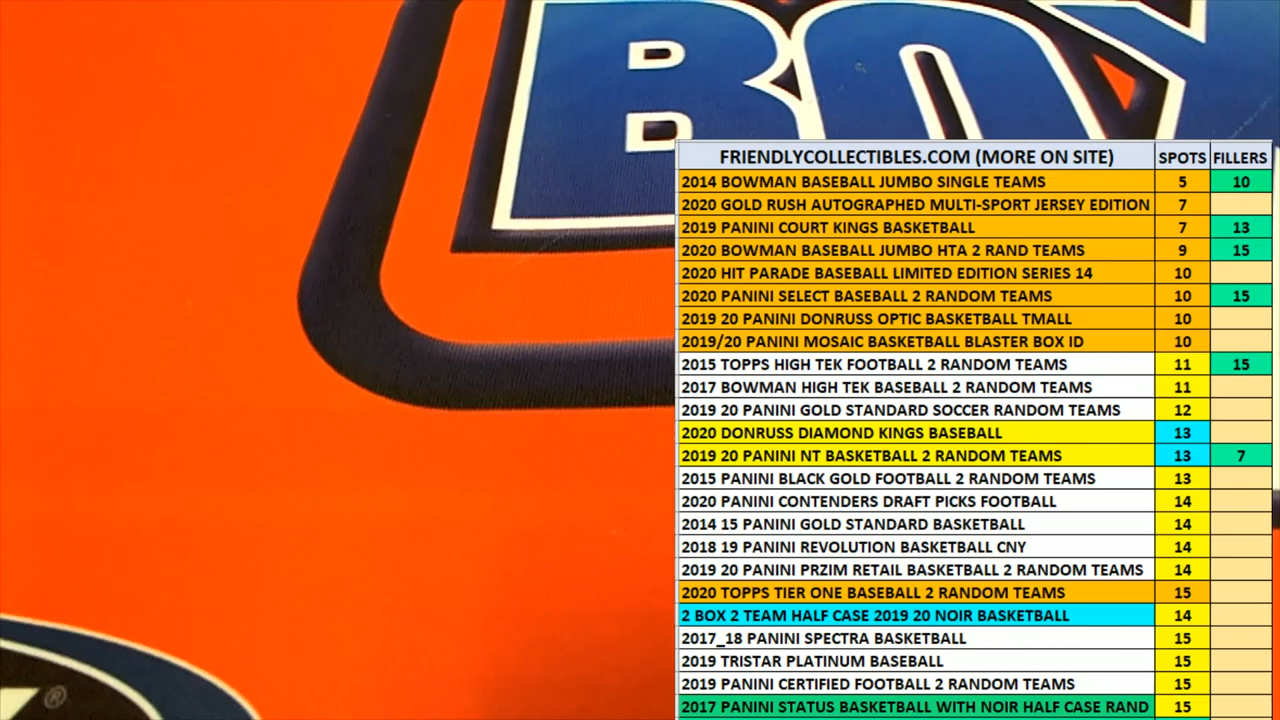 BOX
FRIENDLYCOLLECTIBLES.COM (MORE ON SITE) SPOTS FILLERS
2014 BOWMAN BASEBALL JUMBO SINGLE TEAMS 5 10
2020 GOLD RUSH AUTOGRAPHED MULTI-SPORT JERSEY EDITION 7
2019 PANINI COURT KINGS BASKETBALL 7 13
2020 BOWMAN BASEBALL JUMBO HTA 2 RAND TEAMS 9 15
2020 HIT PARADE BASEBALL LIMITED EDITION SERIES 14 10
2020 PANINI SELECT BASEBALL 2 RANDOM TEAMS 10 15
2019 20 PANINI DONRUSS OPTIC BASKETBALL TMALL 10
2019/20 PANINI MOSAIC BASKETBALL BLASTER BOX ID 10
2015 TOPPS HIGH TEK FOOTBALL 2 RANDOM TEAMS 11 15
2017 BOWMAN HIGH TEK BASEBALL 2 RANDOM TEAMS 11
2019 20 PANINI GOLD STANDARD SOCCER RANDOM TEAMS 12
2020 DONRUSS DIAMOND KINGS BASEBALL 13
2019 20 PANINI NT BASKETBALL 2 RANDOM TEAMS 13 7
2015 PANINI BLACK GOLD FOOTBALL 2 RANDOM TEAMS 13
2020 PANINI CONTENDERS DRAFT PICKS FOOTBALL 14
2014 15 PANINI GOLD STANDARD BASKETBALL 14
2018 19 PANINI REVOLUTION BASKETBALL CNY 14
2019 20 PANINI PRZIM RETAIL BASKETBALL 2 RANDOM TEAMS 14
2020 TOPPS TIER ONE BASEBALL 2 RANDOM TEAMS 15
2 BOX 2 TEAM HALF CASE 2019 20 NOIR BASKETBALL 14
2017_18 PANINI SPECTRA BASKETBALL 15
2019 TRISTAR PLATINUM BASEBALL 15
2019 PANINI CERTIFIED FOOTBALL 2 RANDOM TEAMS 15
2017 PANINI STATUS BASKETBALL WITH NOIR HALF CASE RAND 15
®